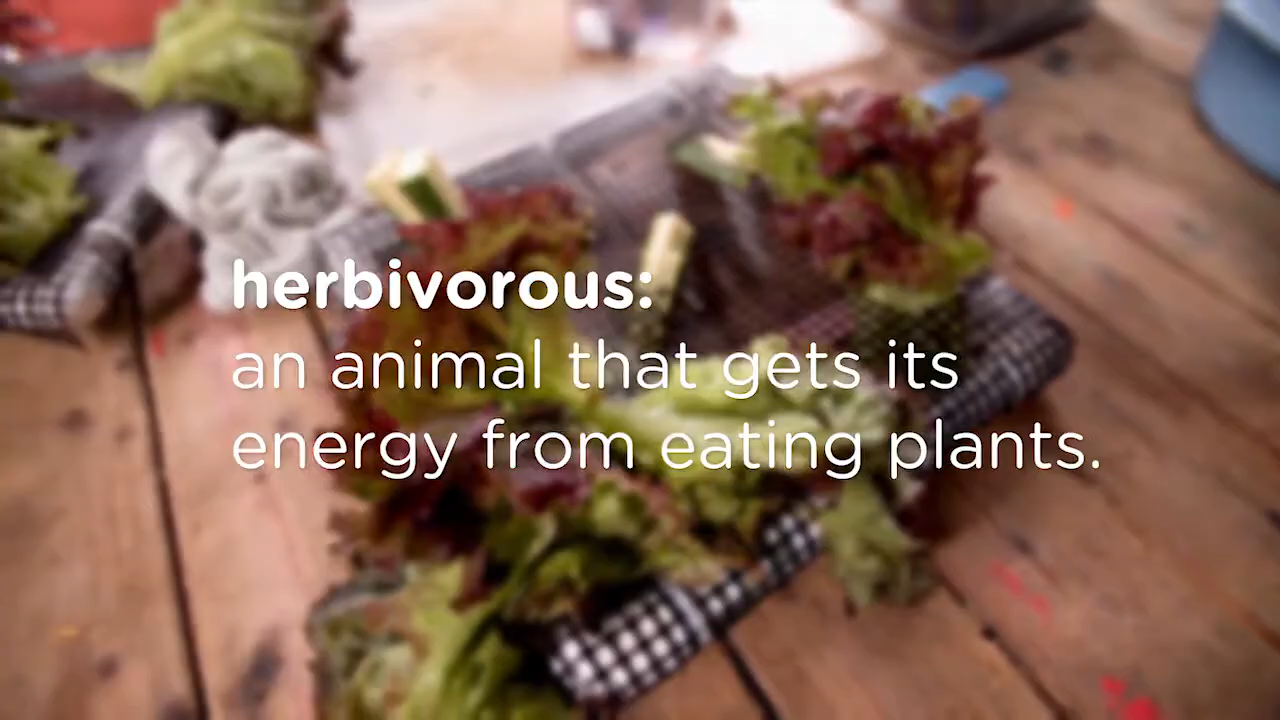 herbivorous:
an animal that gets its
energy from eating plants.